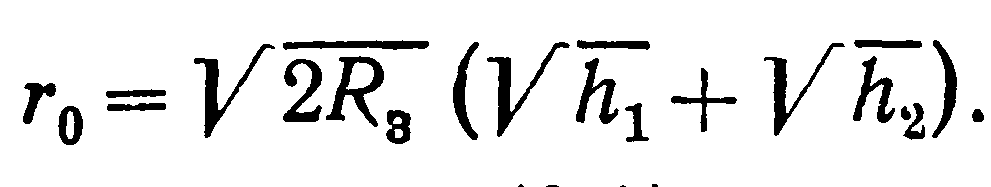 r₀ = √2R₃ (√h₁ + √h₂).